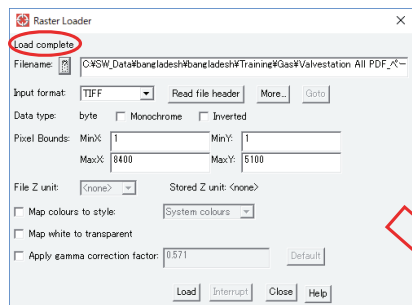 Raster Loader
Load complete
Filename: ? C:¥SW_Data¥bangladesh¥bangladesh¥Training¥Gas¥Valvestation All PDF_ペー
Input format: TIFF Read file header More... Goto
Data type: byte Monochrome Inverted
Pixel Bounds: MinX: 1 MinY: 1
MaxX: 8400 MaxY: 5100
File Z unit: <none> Stored Z unit: <none>
Map colours to style: System colours
Map white to transparent
Apply gamma correction factor: 0.571 Default
Load Interrupt Close Help